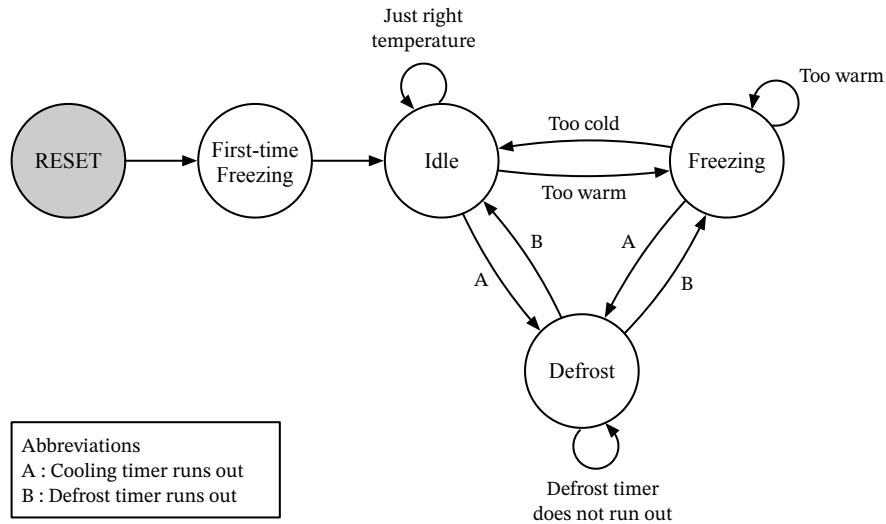 Just right
temperature
Too warm
RESET
First-time
Freezing
Idle
Too cold
Too warm
Freezing
A
B
A
B
Defrost
Defrost timer
does not run out
Abbreviations
A : Cooling timer runs out
B : Defrost timer runs out